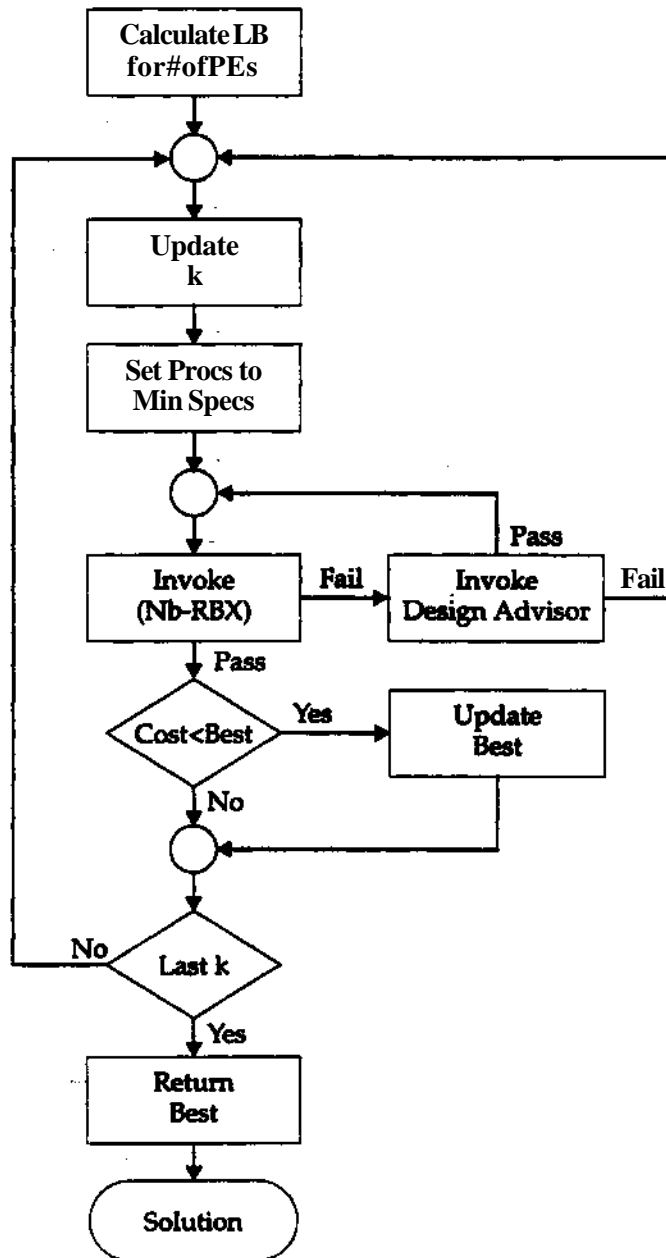 Calculate LB
for#ofPEs
Update
k
Set Procs to
Min Specs
Pass
Invoke
(Nb-RBX)
Fail
Invoke
Design Advisor
Fail
Pass
Cost<Best
Yes
Update
Best
No
No
Last k
Yes
Return
Best
Solution